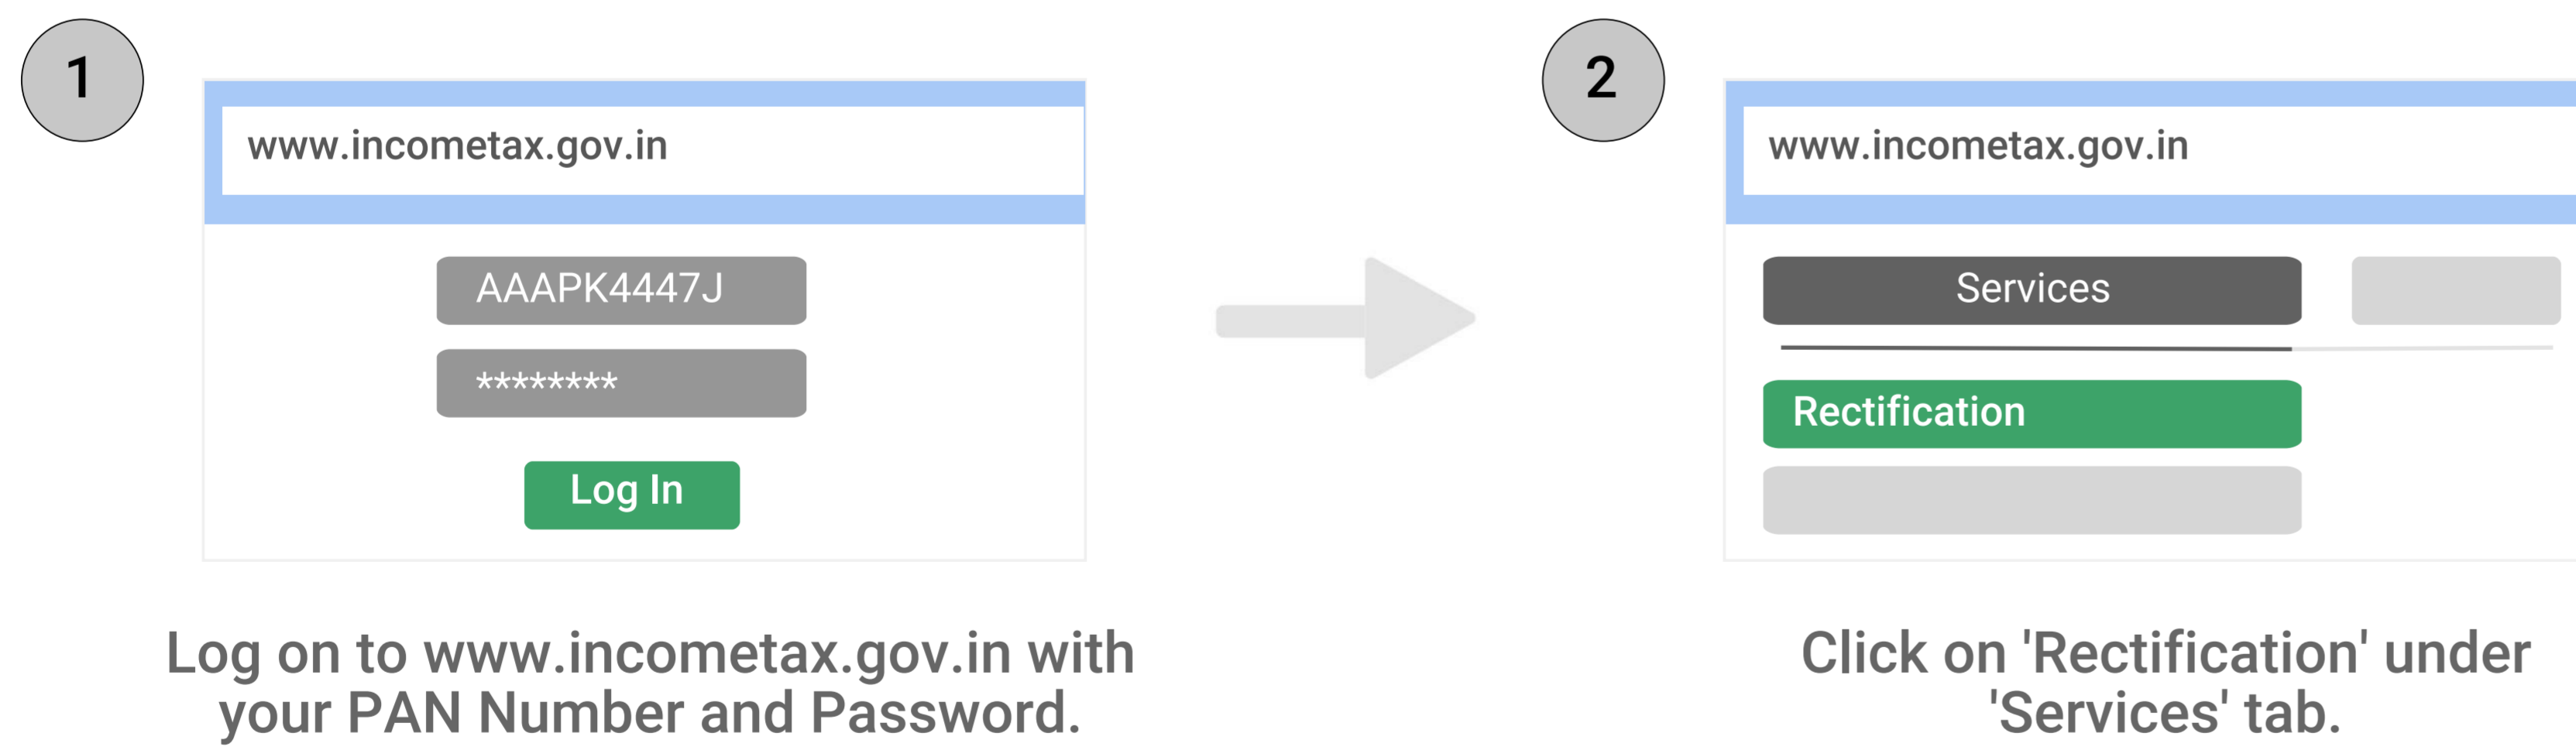 1
www.incometax.gov.in
AAAPK4447J
********
Log In
Log on to www.incometax.gov.in with
your PAN Number and Password.
2
www.incometax.gov.in
Services
Rectification
Click on 'Rectification' under
'Services' tab.